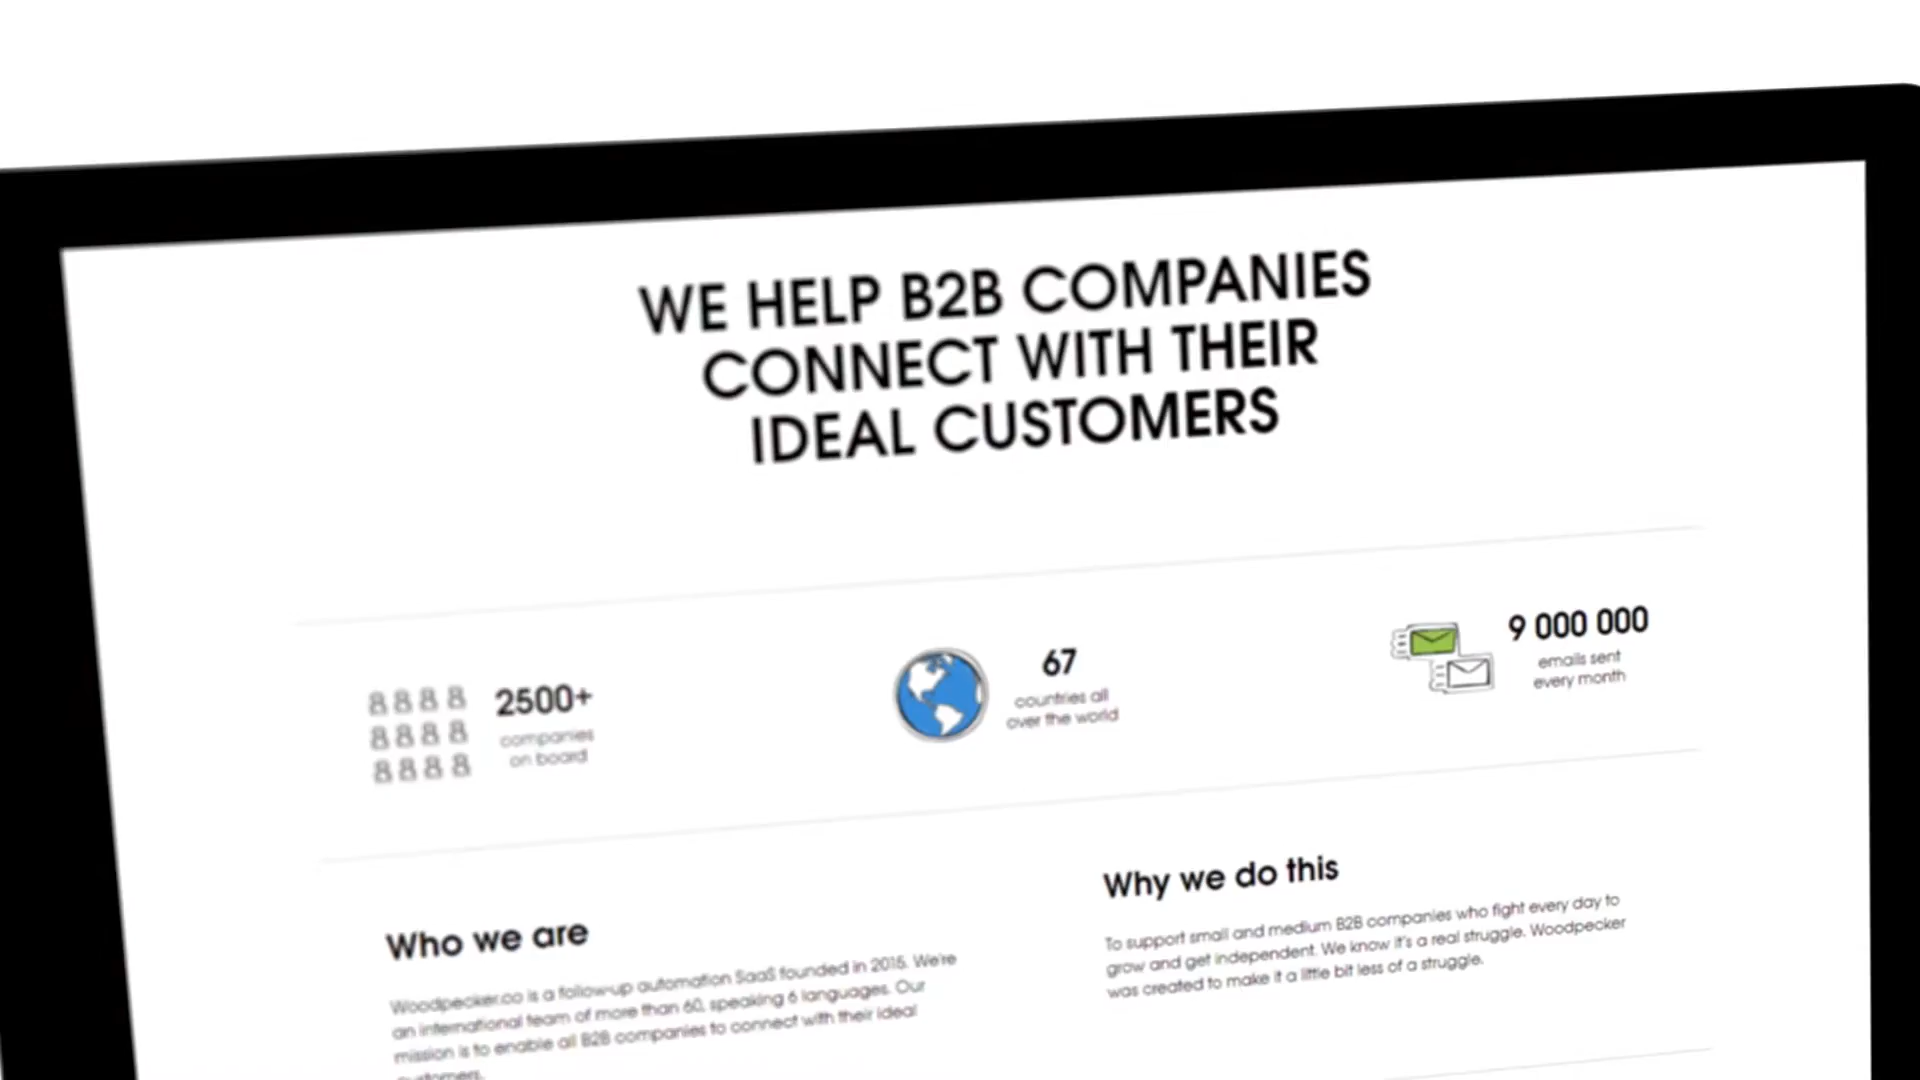 WE HELP B2B COMPANIES
CONNECT WITH THEIR
IDEAL CUSTOMERS
2500+
companies
on board
67
countries all
over the world
9 000 000
emails sent
every month
Who we are
Woodpecker.co is a follow-up automation SaaS founded in 2015. We're
an international team of more than 60, speaking 6 languages. Our
mission is to enable all B2B companies to connect with their ideal
customers.
Why we do this
To support small and medium B2B companies who fight every day to
grow and get independent. We know it's a real struggle. Woodpecker
was created to make it a little bit less of a struggle.